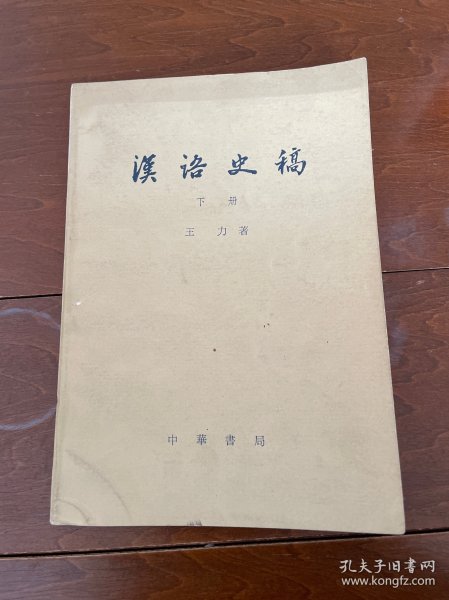 漢语史稿
下册
王力著
中華書局
孔夫子旧书网
www.kongfz.com